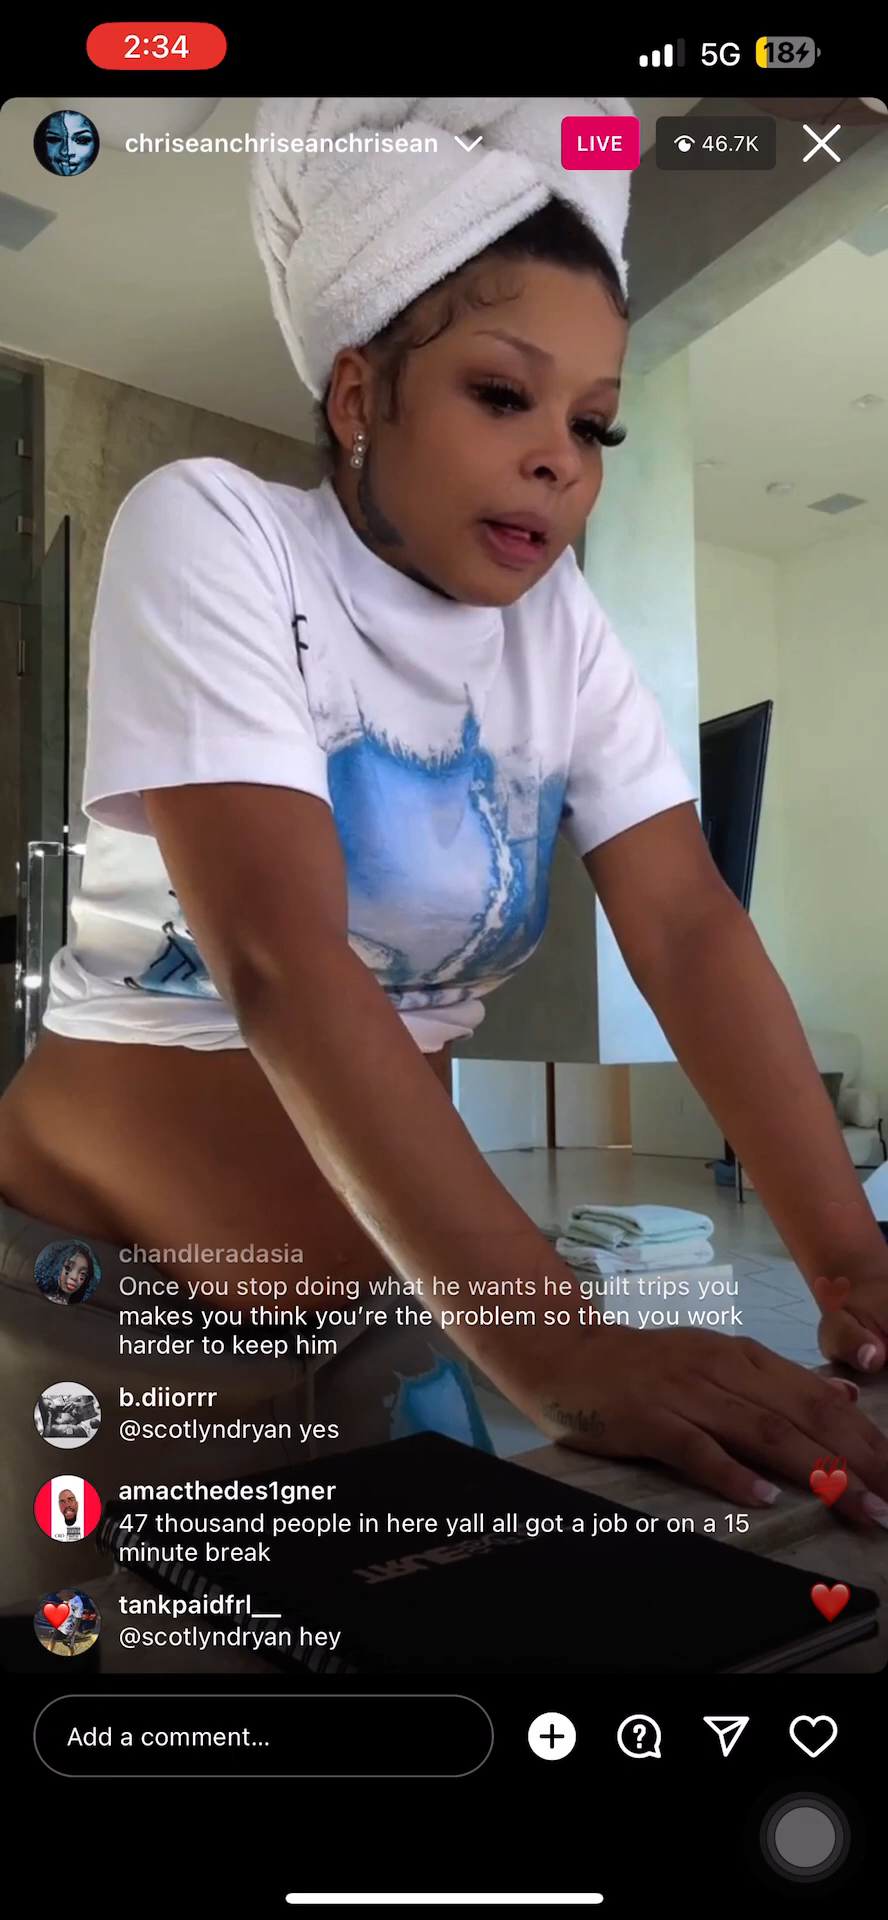 2:34
5G
18
chriseanchriseanchrisean
LIVE
46.7K
chandleradasia
Once you stop doing what he wants he guilt trips you
makes you think you’re the problem so then you work
harder to keep him
b.diiorrr
@scotlyndryan yes
amacthedes1gner
47 thousand people in here yall all got a job or on a 15
minute break
tankpaidfrl__
@scotlyndryan hey
Add a comment...